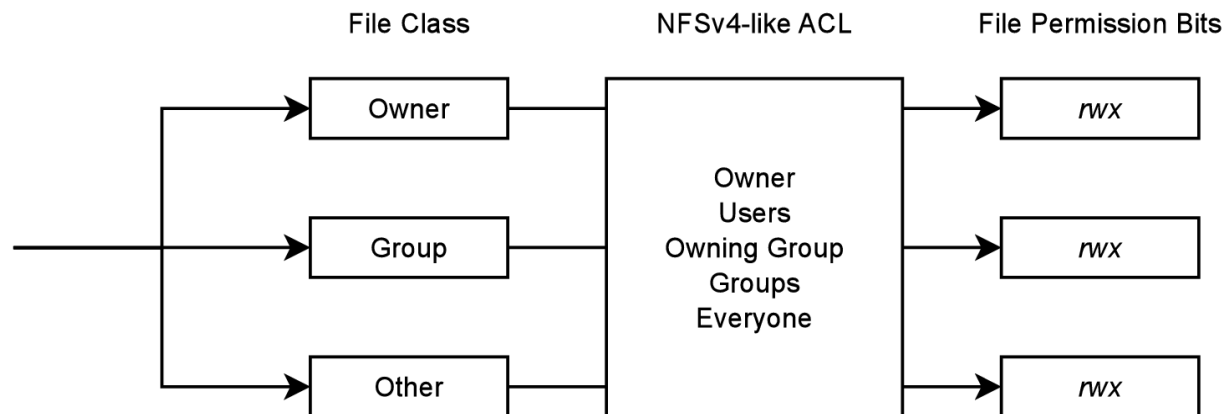 File Class
NFSv4-like ACL
File Permission Bits
Owner
Group
Other
Owner
Users
Owning Group
Groups
Everyone
rwx
rwx
rwx